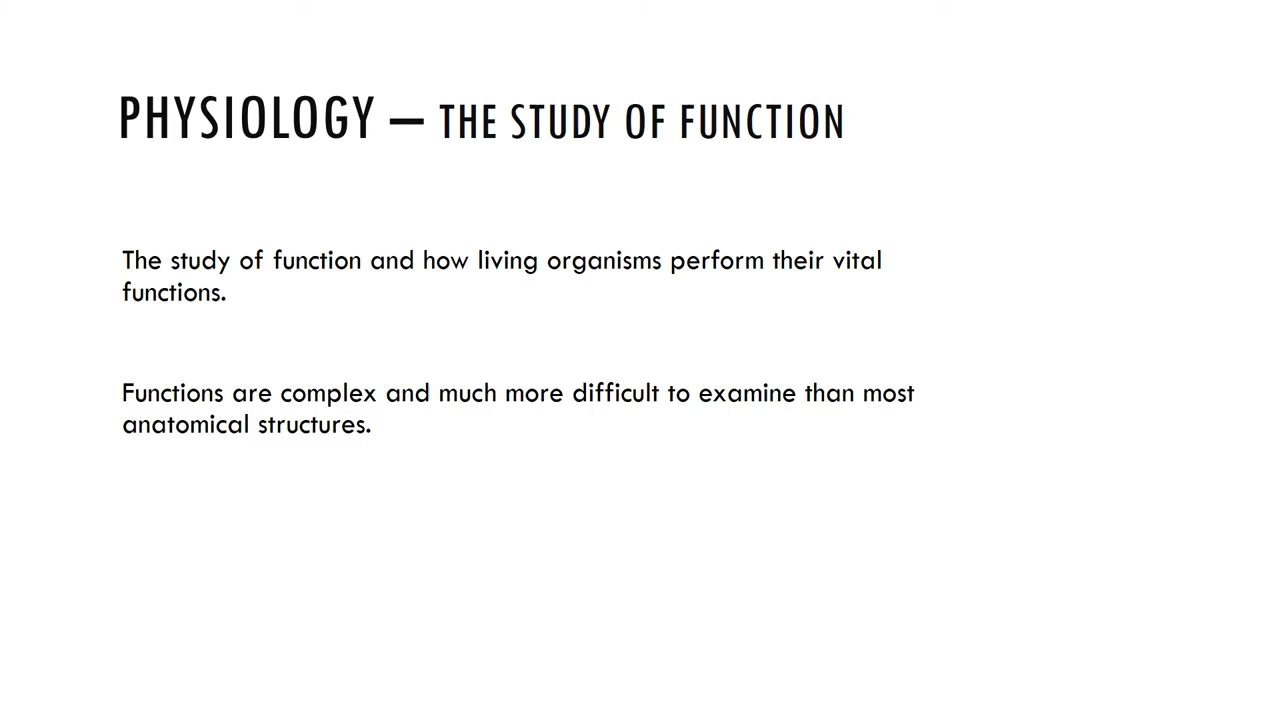 PHYSIOLOGY – THE STUDY OF FUNCTION
The study of function and how living organisms perform their vital
functions.
Functions are complex and much more difficult to examine than most
anatomical structures.